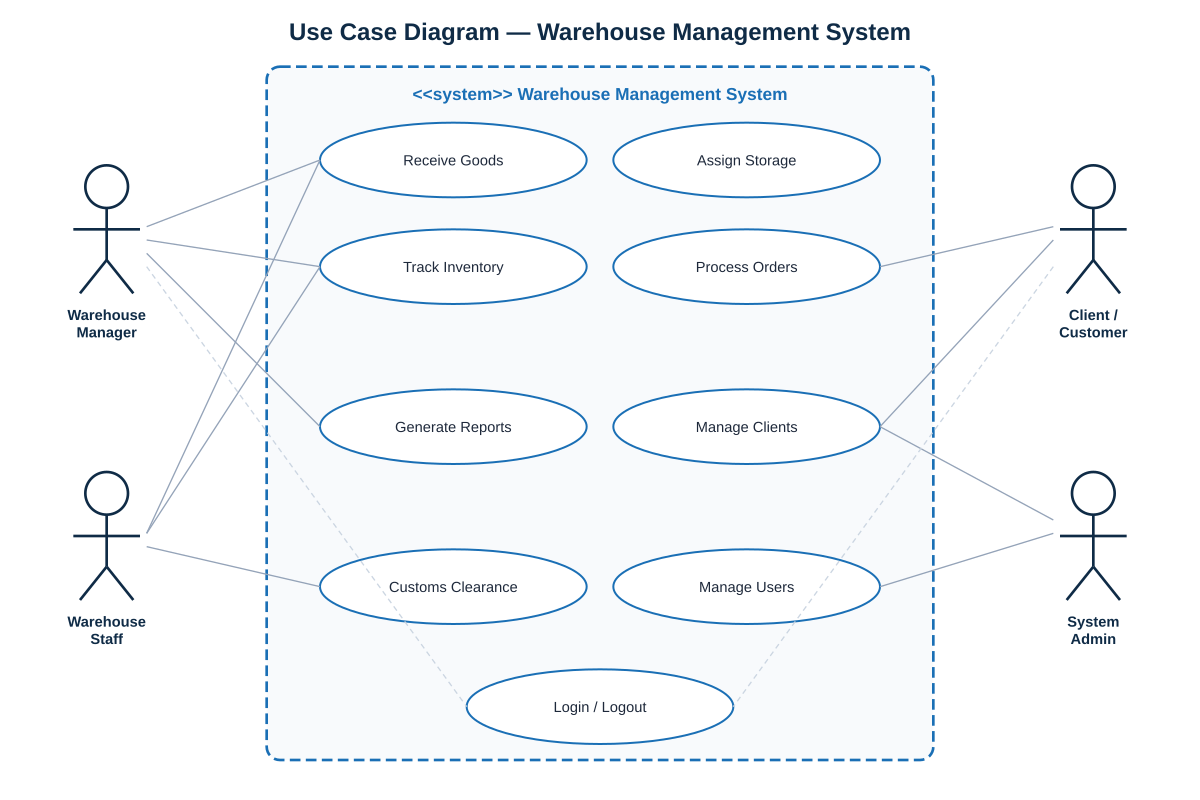 Use Case Diagram — Warehouse Management System
<<system>> Warehouse Management System
Receive Goods
Assign Storage
Track Inventory
Process Orders
Warehouse
Manager
Client /
Customer
Generate Reports
Manage Clients
Customs Clearance
Manage Users
Warehouse
Staff
System
Admin
Login / Logout